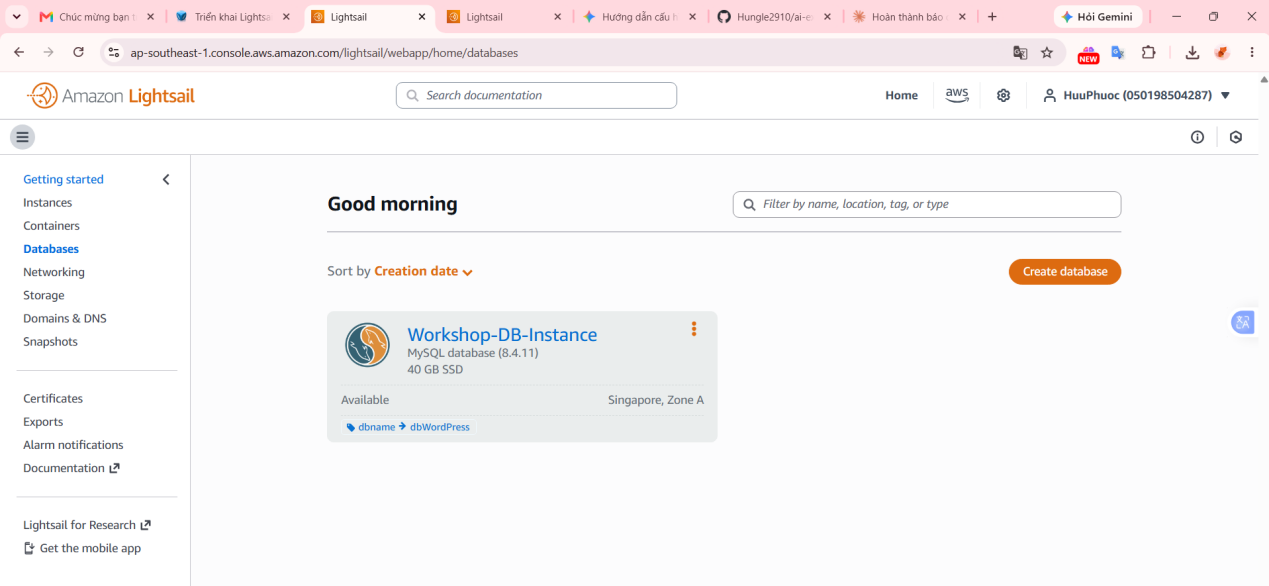 Chúc mừng bạn t
Triển khai Lightsa
Lightsail
Lightsail
Hướng dẫn cấu h
Hungle2910/ai-e
Hoàn thành báo
Hỏi Gemini
ap-southeast-1.console.aws.amazon.com/lightsail/webapp/home/databases
NEW
Amazon Lightsail
Search documentation
Home
aws
HuuPhuoc (050198504287)
Getting started
Instances
Containers
Databases
Networking
Storage
Domains & DNS
Snapshots
Certificates
Exports
Alarm notifications
Documentation
Lightsail for Research
Get the mobile app
Good morning
Filter by name, location, tag, or type
Sort by Creation date
Create database
Workshop-DB-Instance
MySQL database (8.4.11)
40 GB SSD
Available
Singapore, Zone A
dbname → dbWordPress